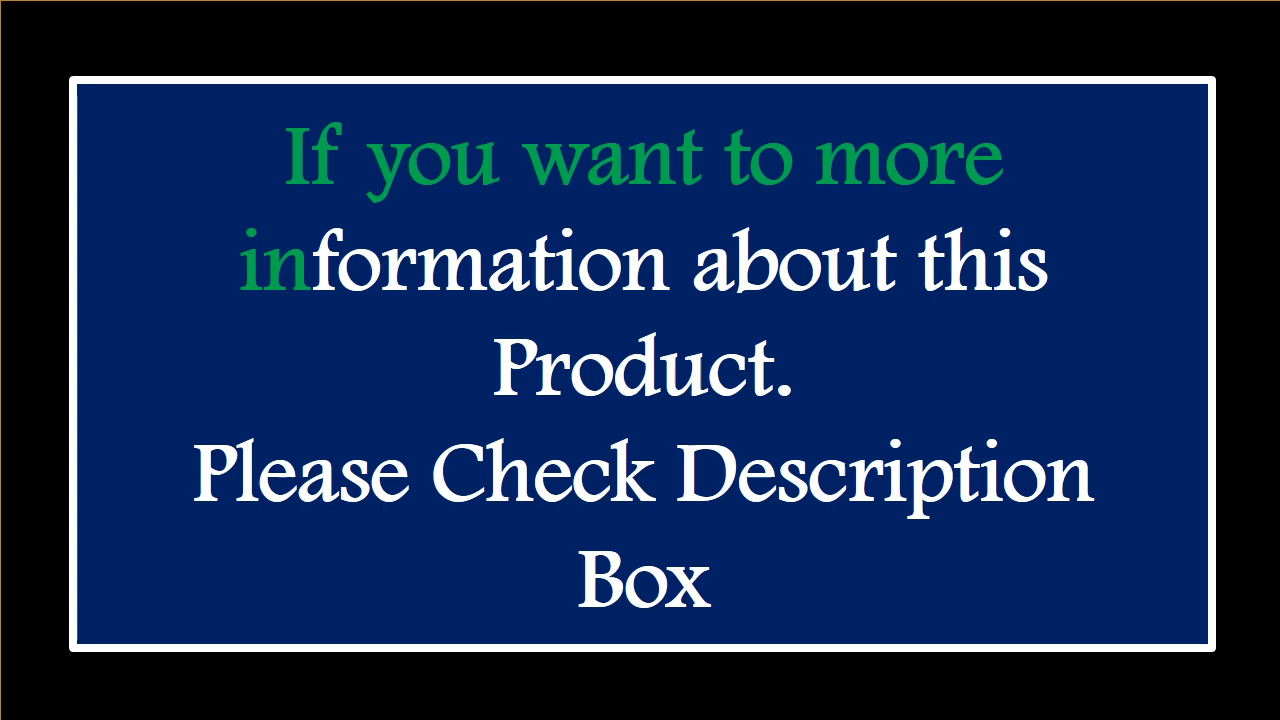 If you want to more
information about this
Product.
Please Check Description
Box